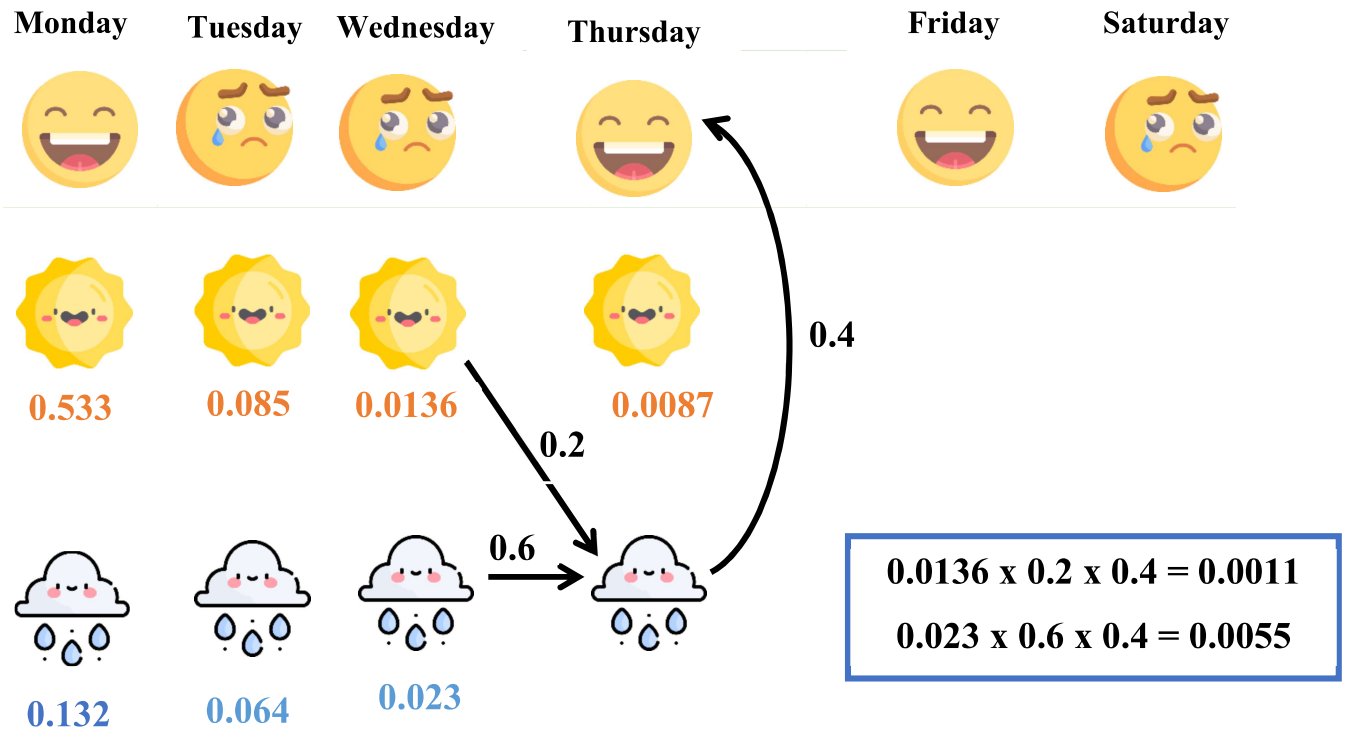 Monday Tuesday Wednesday Thursday Friday Saturday
0.4
0.533 0.085 0.0136 0.0087
0.2
0.6
0.0136 x 0.2 x 0.4 = 0.0011
0.023 x 0.6 x 0.4 = 0.0055
0.132 0.064 0.023